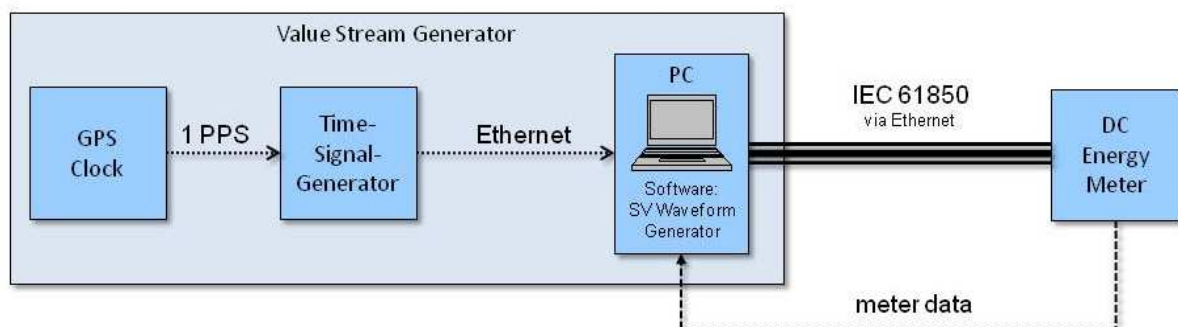 Value Stream Generator
GPS
Clock
1 PPS
Time-
Signal-
Generator
Ethernet
PC
Software:
SV Waveform
Generator
IEC 61850
via Ethernet
DC
Energy
Meter
meter data